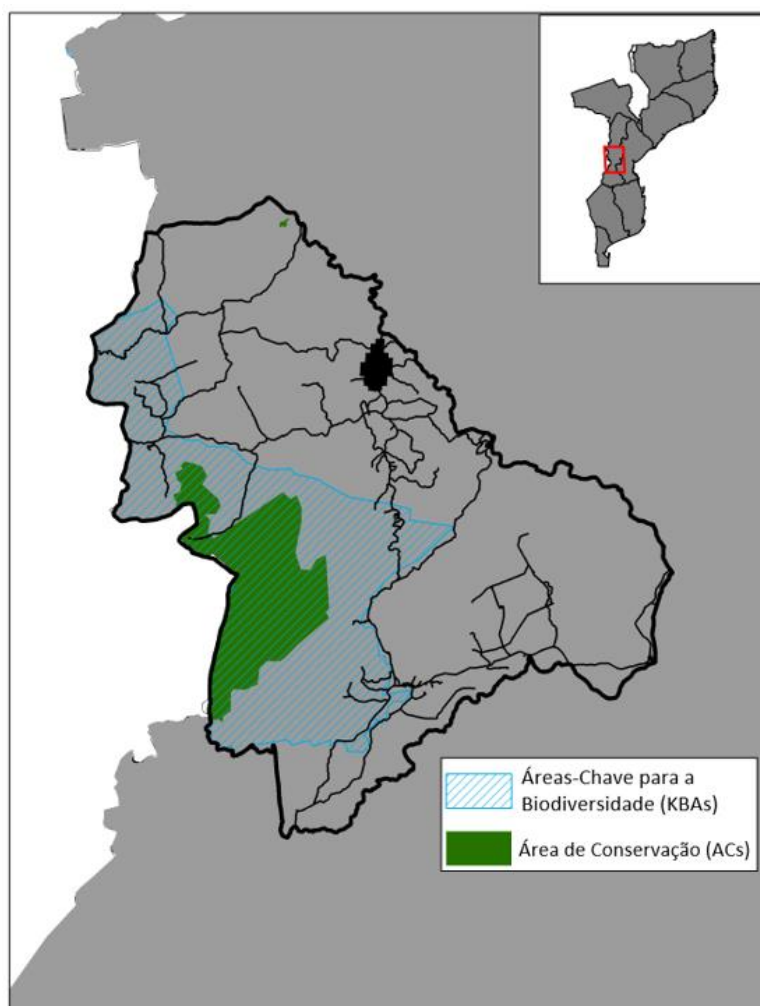 Áreas-Chave para a
Biodiversidade (KBAs)
Área de Conservação (ACs)